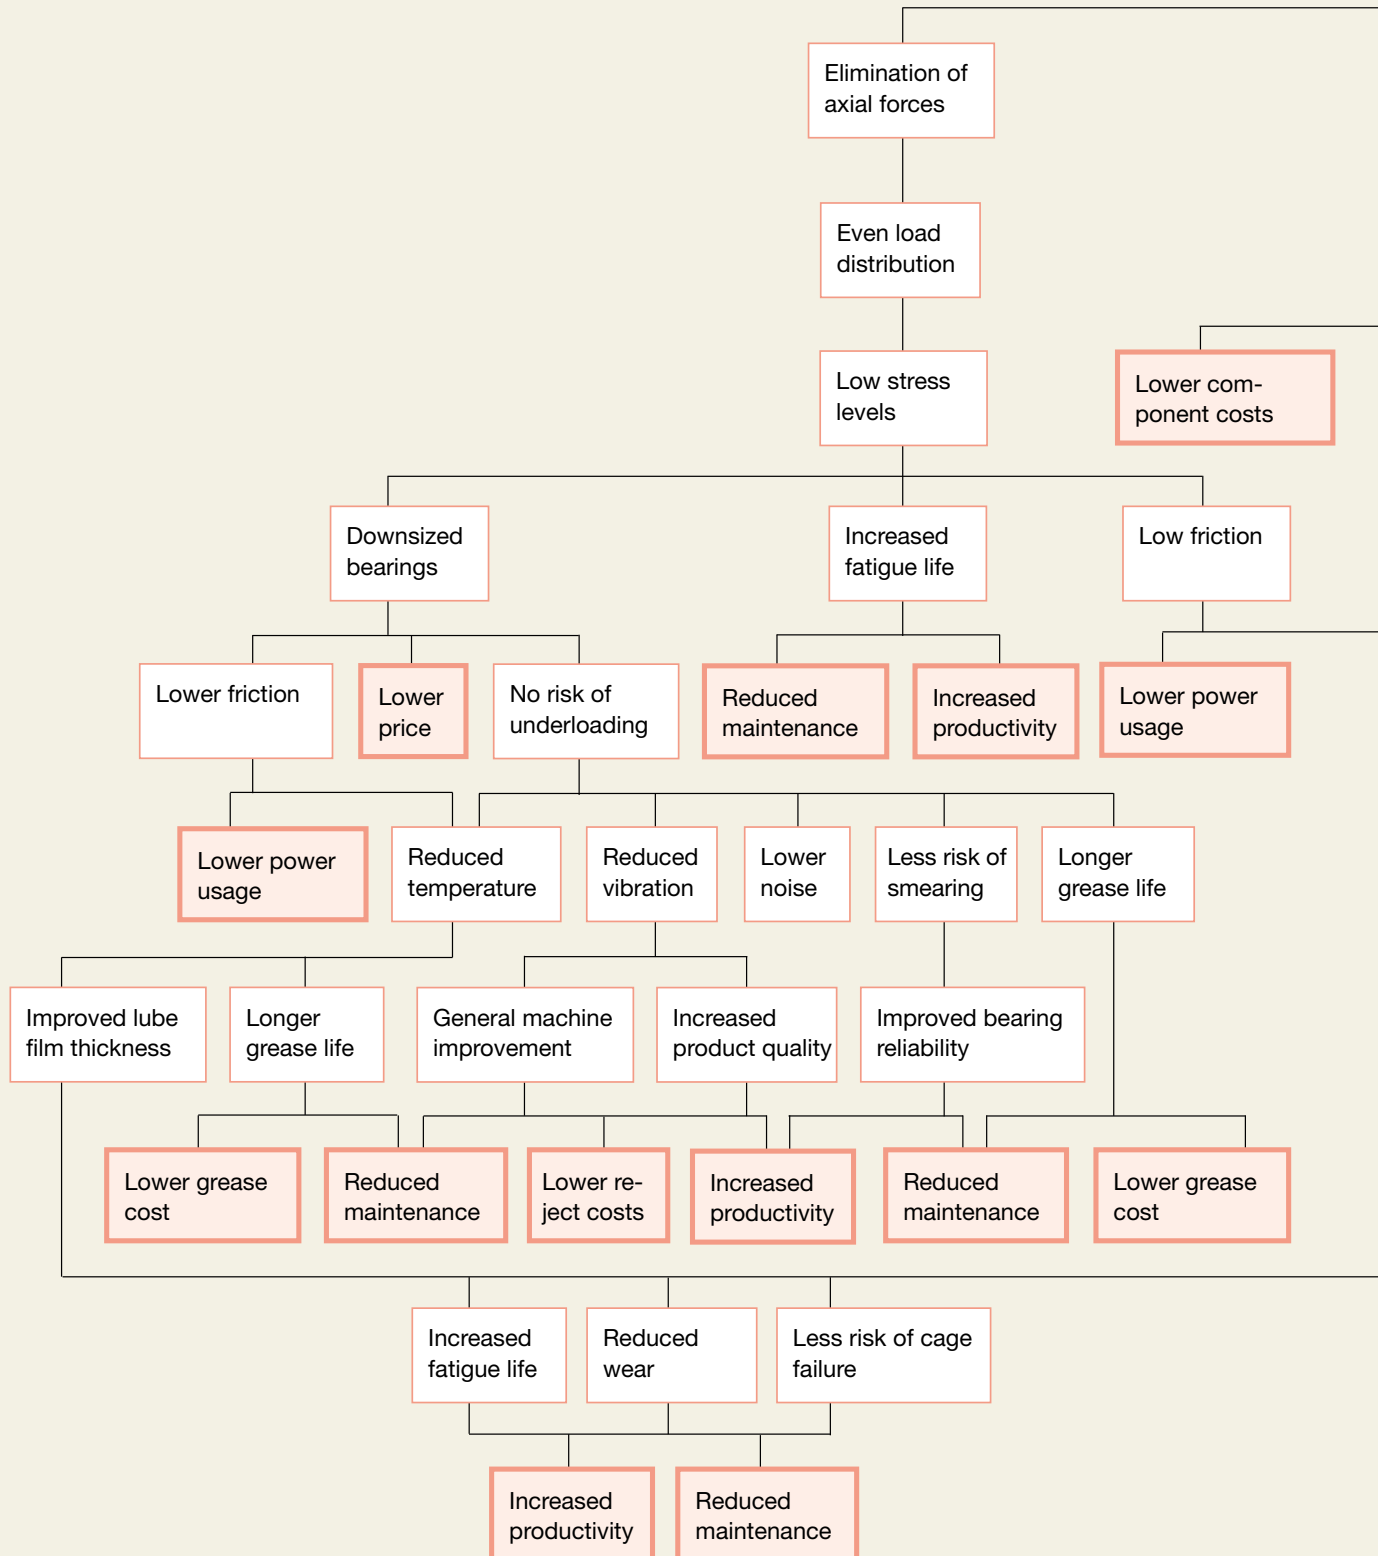 Elimination of
axial forces
Even load
distribution
Low stress
levels
Lower com-
ponent costs
Downsized
bearings
Increased
fatigue life
Low friction
Lower friction
Lower
price
No risk of
underloading
Reduced
maintenance
Increased
productivity
Lower power
usage
Lower power
usage
Reduced
temperature
Reduced
vibration
Lower
noise
Less risk of
smearing
Longer
grease life
Improved lube
film thickness
Longer
grease life
General machine
improvement
Increased
product quality
Improved bearing
reliability
Lower grease
cost
Reduced
maintenance
Lower re-
ject costs
Increased
productivity
Reduced
maintenance
Lower grease
cost
Increased
fatigue life
Reduced
wear
Less risk of cage
failure
Increased
productivity
Reduced
maintenance